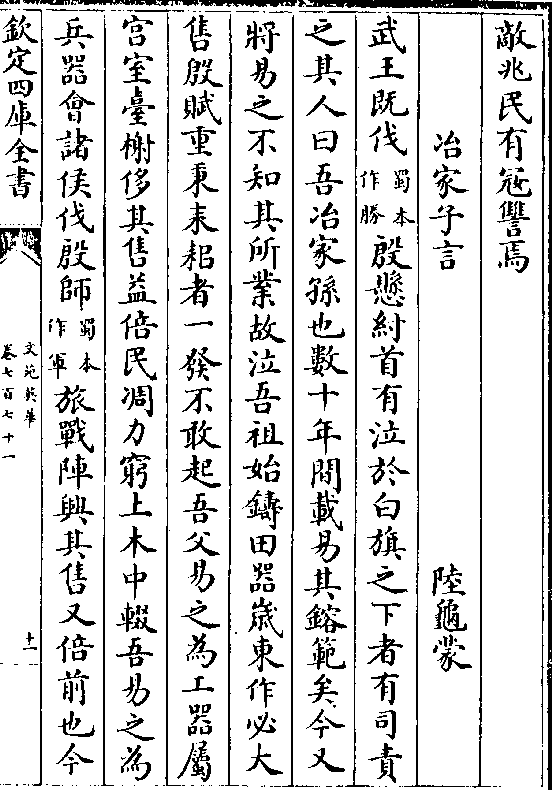 敵兆民有冦讐焉
冶家子言 陸龜蒙
武王既伐蜀本作勝殷懸紂首有泣於白旗之下者有司責
之其人曰吾冶家孫也數十年間載易其鎔範矣今又
將易之不知其所業故泣吾祖始鑄田器歳東作必大
售殷賦重秉耒耜者一發不敢起吾父易之為工器屬
宫室臺榭侈其售益倍民凋力窮土木中輟吾易之為
兵器會諸侯伐殷師蜀本作軍旅戰陣興其售又倍前也今
欽定四庫全書
文苑英華
卷七百七十一
十一